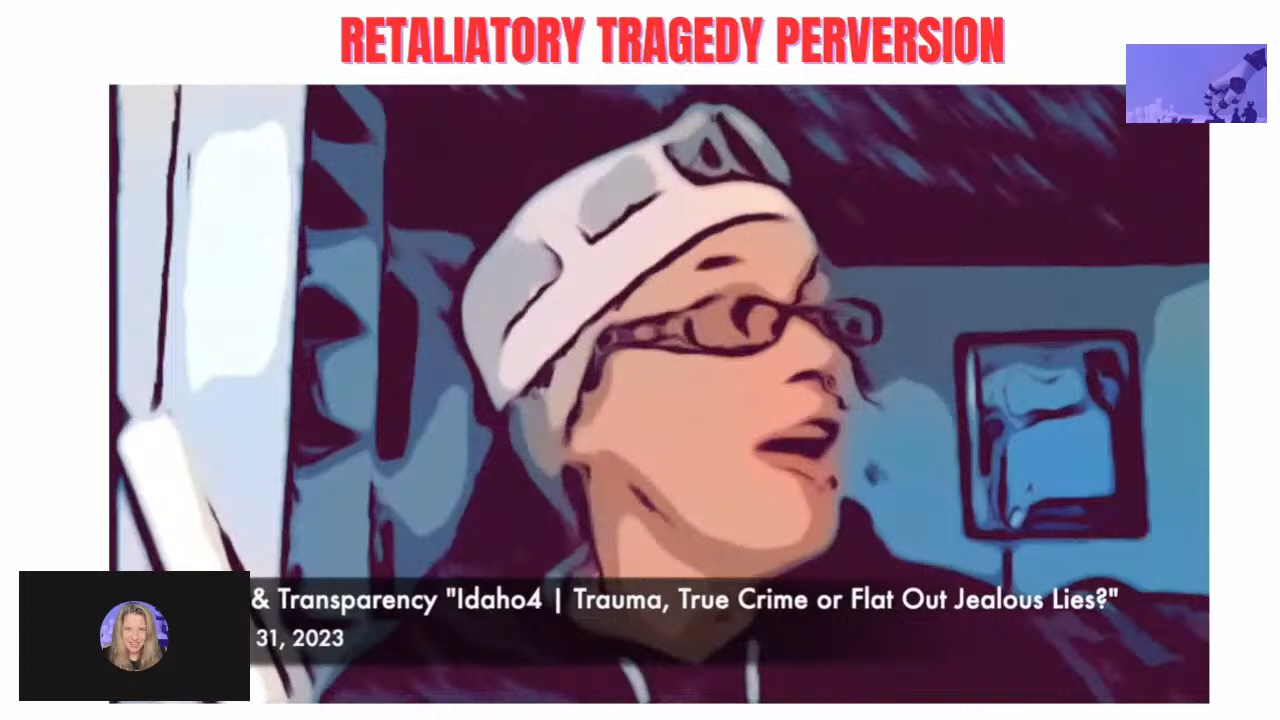 RETALIATORY TRAGEDY PERVERSION
& Transparency "Idaho4 | Trauma, True Crime or Flat Out Jealous Lies?"
31, 2023